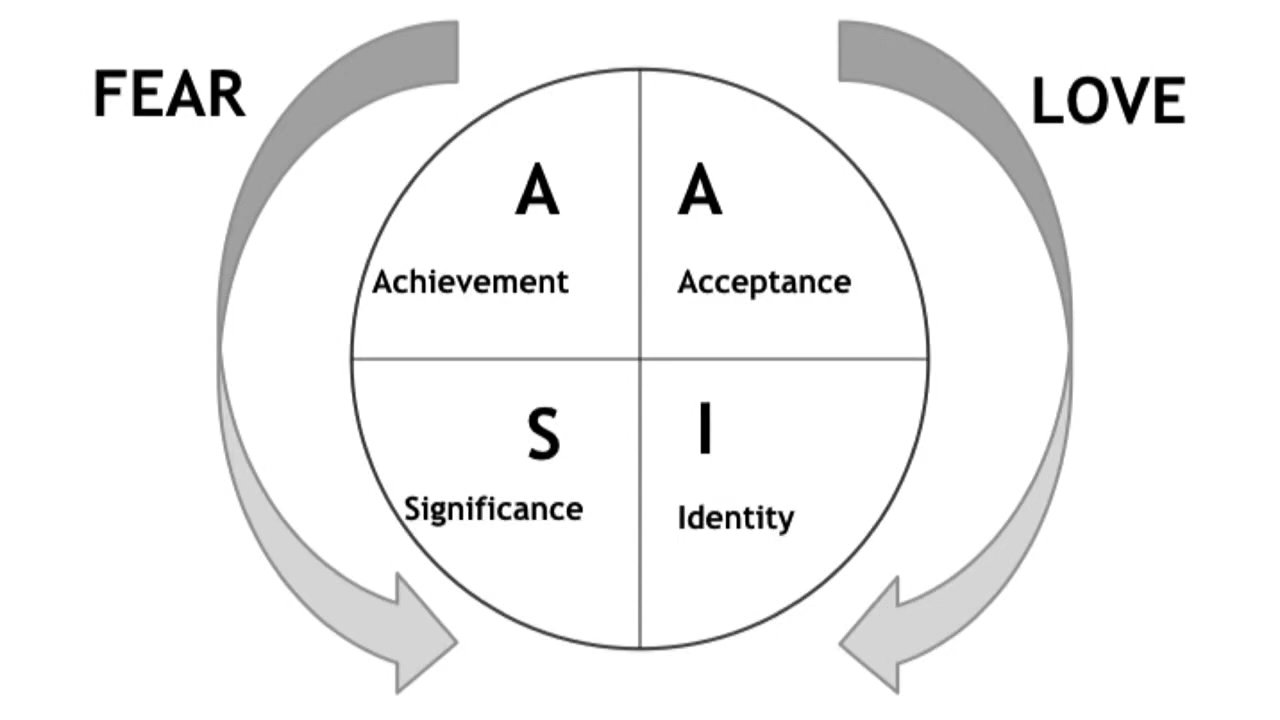 FEAR
LOVE
A
A
Achievement
Acceptance
S
I
Significance
Identity